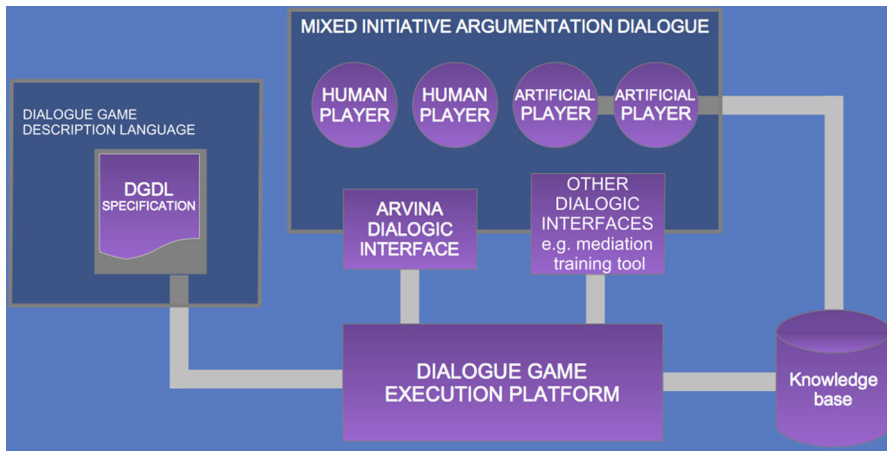 MIXED INITIATIVE ARGUMENTATION DIALOGUE
HUMAN
PLAYER
HUMAN
PLAYER
ARTIFICIAL
PLAYER
ARTIFICIAL
PLAYER
DIALOGUE GAME
DESCRIPTION LANGUAGE
DGDL
SPECIFICATION
ARVINA
DIALOGIC
INTERFACE
OTHER
DIALOGIC
INTERFACES
e.g. mediation
training tool
DIALOGUE GAME
EXECUTION PLATFORM
Knowledge
base